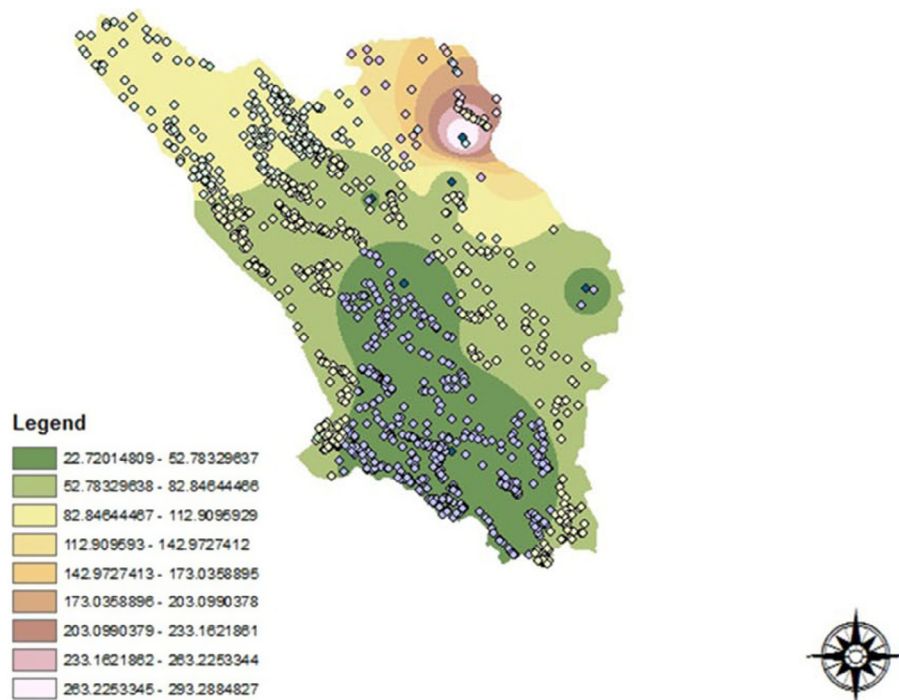 Legend
22.72014809 - 52.78329637
52.78329638 - 82.84644466
82.84644467 - 112.9095929
112.909593 - 142.9727412
142.9727413 - 173.0358895
173.0358896 - 203.0990378
203.0990379 - 233.1621861
233.1621862 - 263.2253344
263.2253345 - 293.2884827